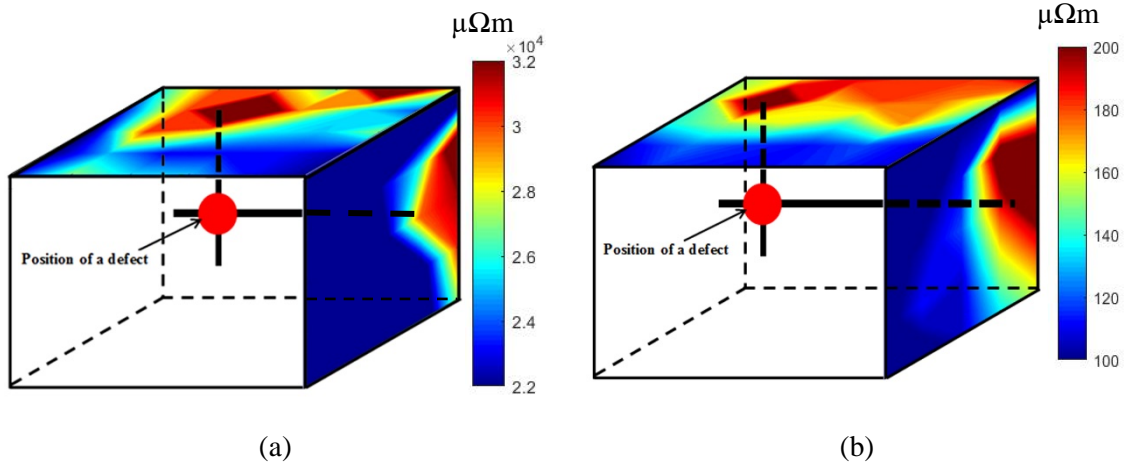 μΩm
×10⁴
3.2
3
2.8
2.6
2.4
2.2
Position of a defect
(a)
μΩm
200
180
160
140
120
100
Position of a defect
(b)